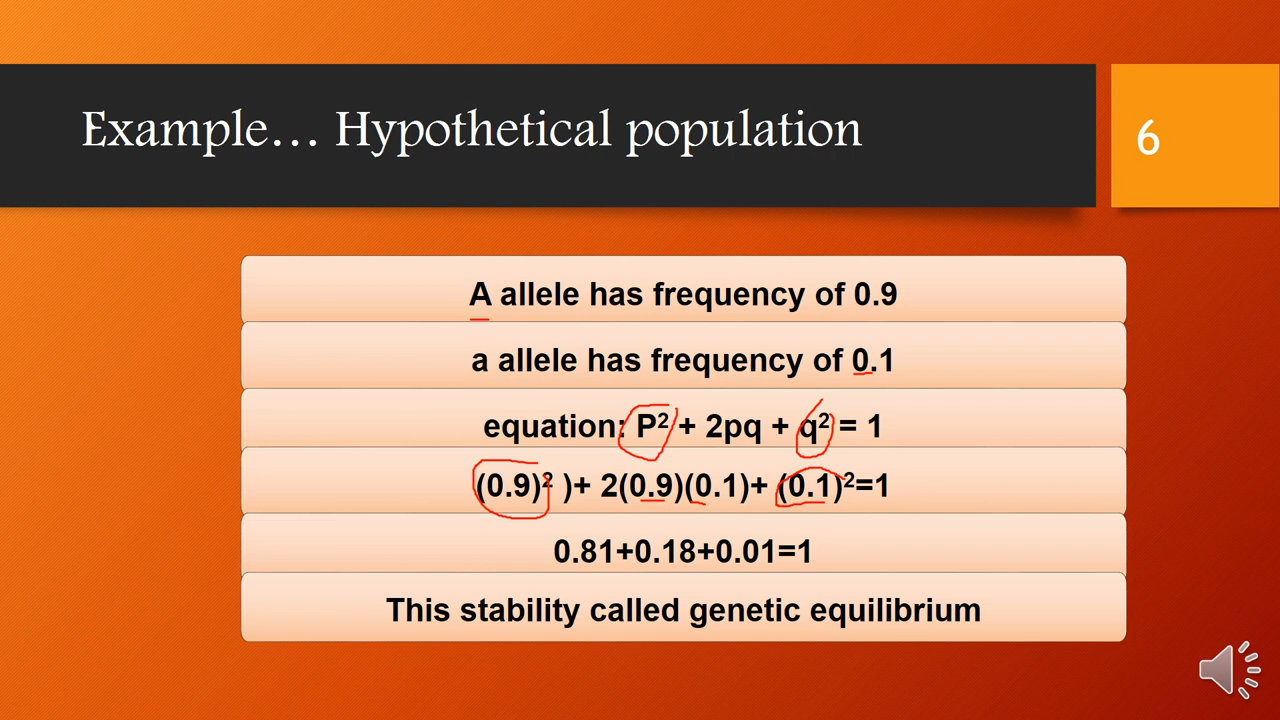 Example... Hypothetical population
6
A allele has frequency of 0.9
a allele has frequency of 0.1
equation: P² + 2pq + q² = 1
(0.9)² )+ 2(0.9)(0.1)+ (0.1)²=1
0.81+0.18+0.01=1
This stability called genetic equilibrium